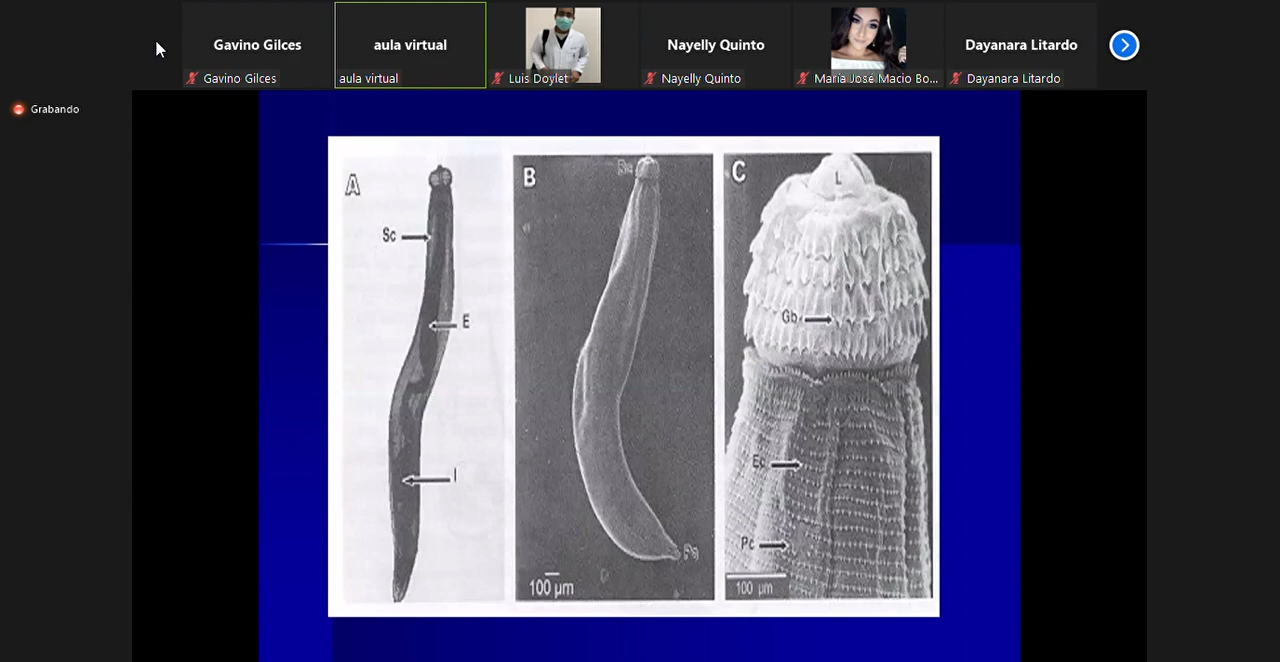 Gavino Gilces
aula virtual
Nayelly Quinto
Dayanara Litardo
Gavino Gilces
aula virtual
Luis Doylet
Nayelly Quinto
María José Macio Bo...
Dayanara Litardo
Grabando
A
Sc
E
I
B
100 µm
C
L
Gb
Ec
Pc
100 µm